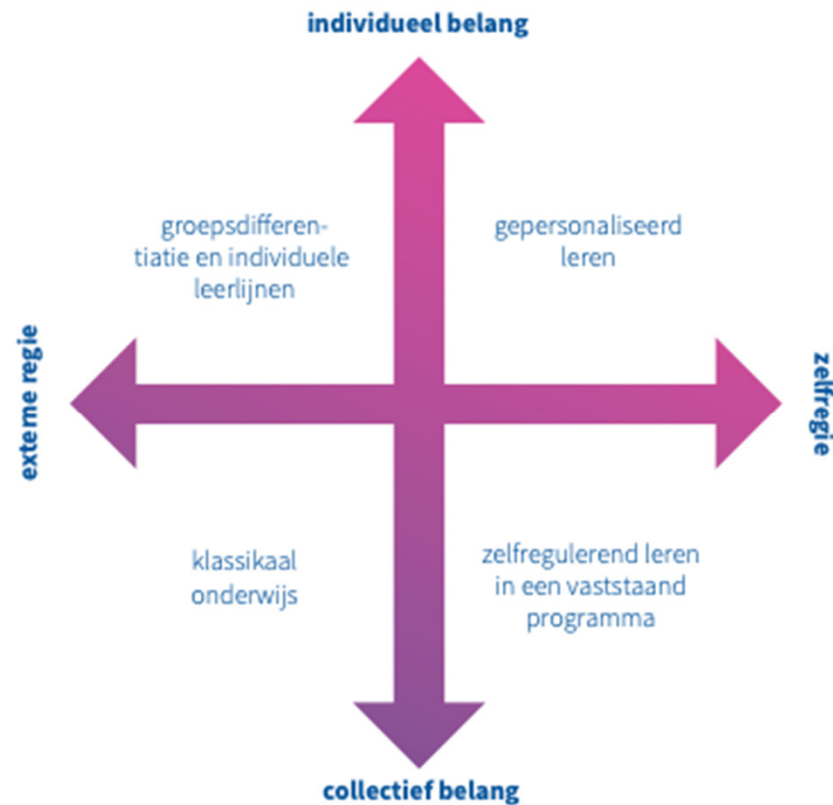 individueel belang
groepsdifferen-
tiatie en individuele
leerlijnen
gepersonaliseerd
leren
externe regie
zelfregie
klassikaal
onderwijs
zelfregulerend leren
in een vaststaand
programma
collectief belang